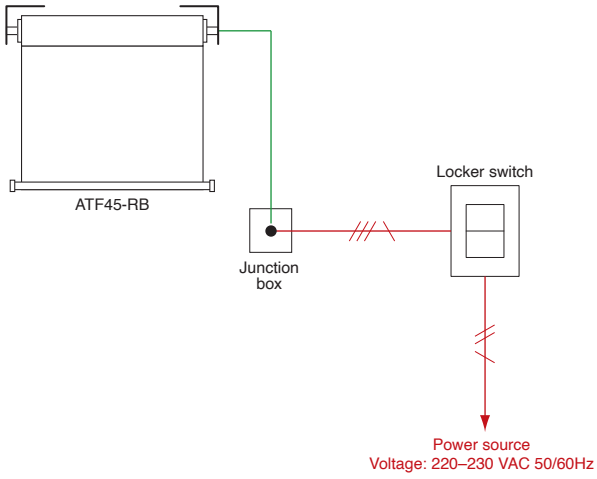 Locker switch
ATF45-RB
Junction
box
Power source
Voltage: 220–230 VAC 50/60Hz